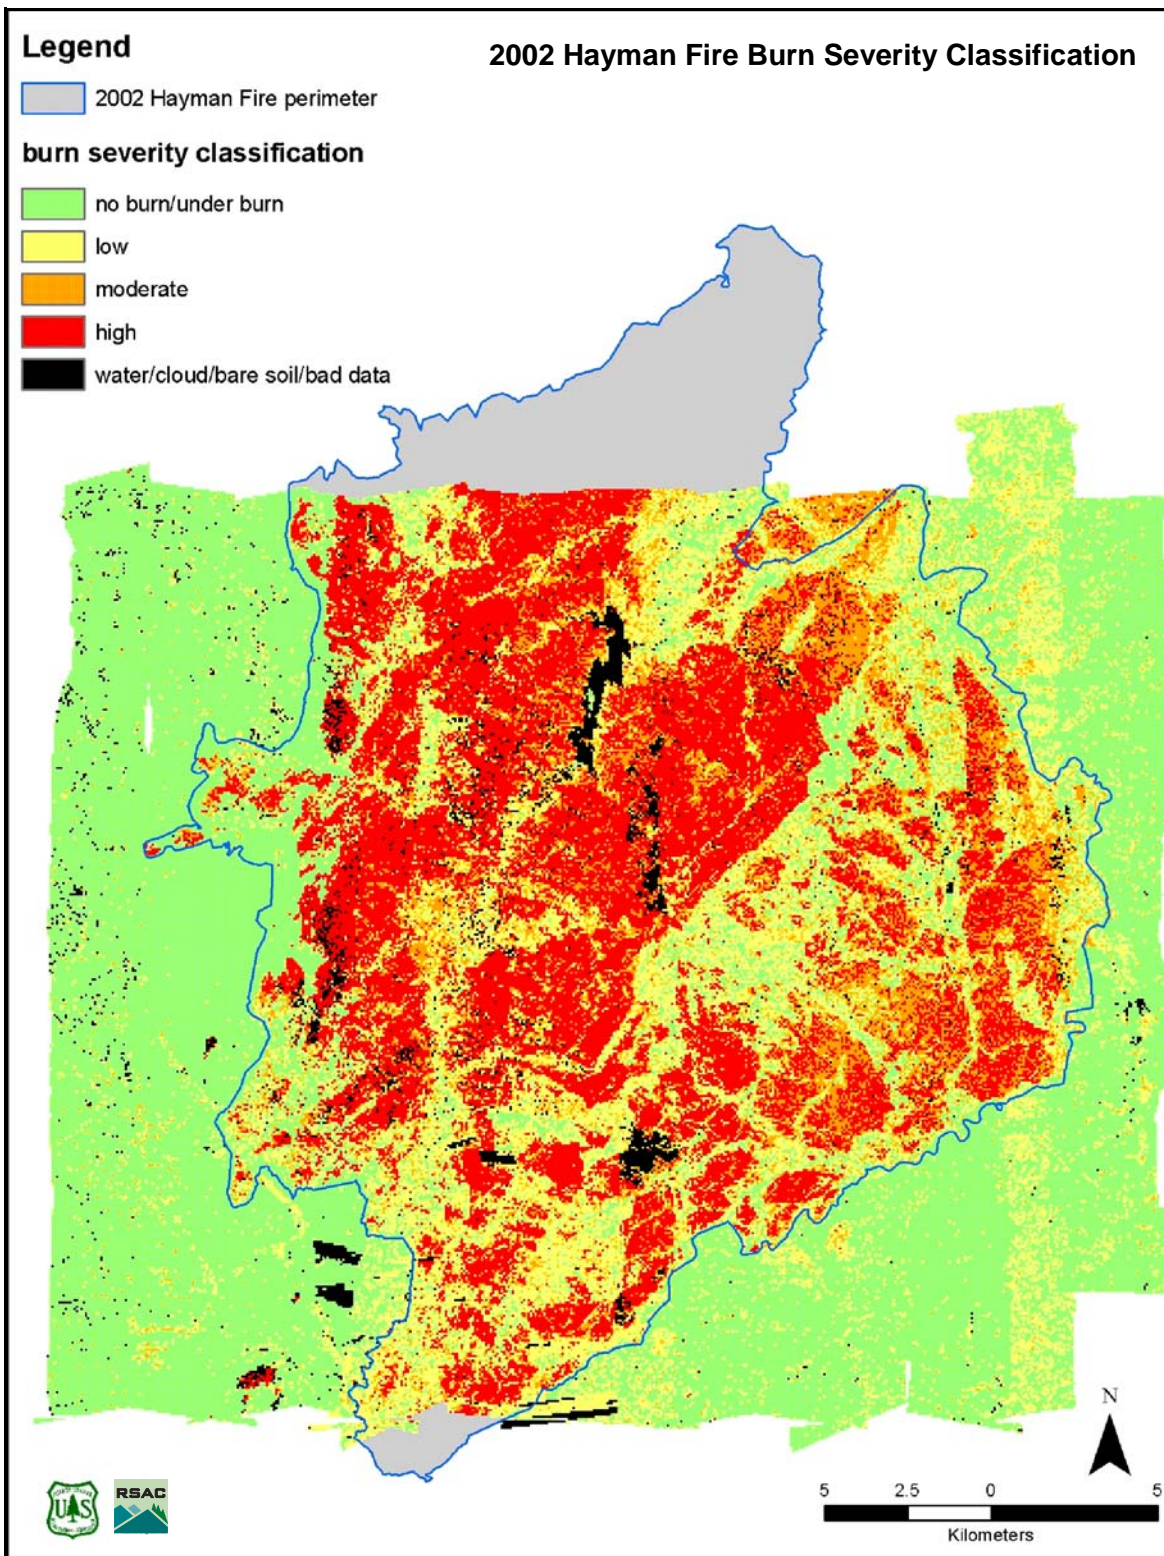 Legend
2002 Hayman Fire Burn Severity Classification
2002 Hayman Fire perimeter
burn severity classification
no burn/under burn
low
moderate
high
water/cloud/bare soil/bad data
N
5 2.5 0 5
Kilometers
U S
RSAC